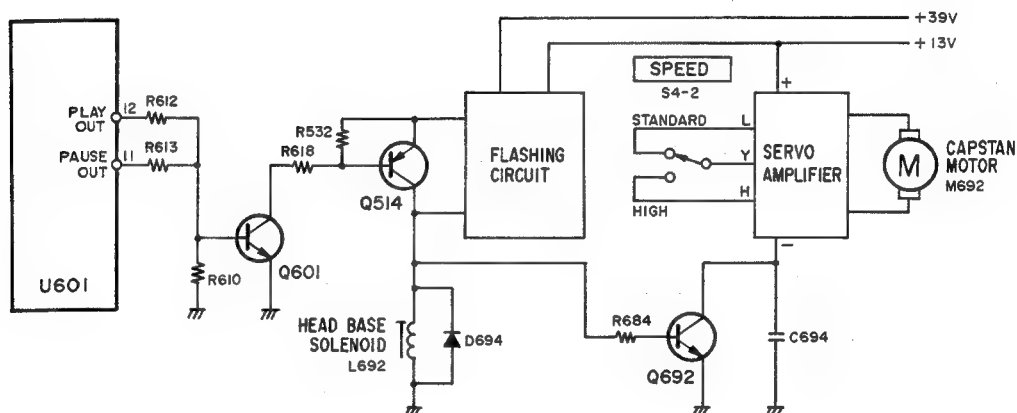 +39V
+13V
SPEED
S4-2
PLAY OUT
12
R612
PAUSE OUT
11
R613
R532
R618
FLASHING CIRCUIT
STANDARD
L
+
Y
SERVO AMPLIFIER
M
CAPSTAN MOTOR
M692
H
HIGH
Q514
−
U601
R610
Q601
HEAD BASE SOLENOID
L692
D694
R684
Q692
C694